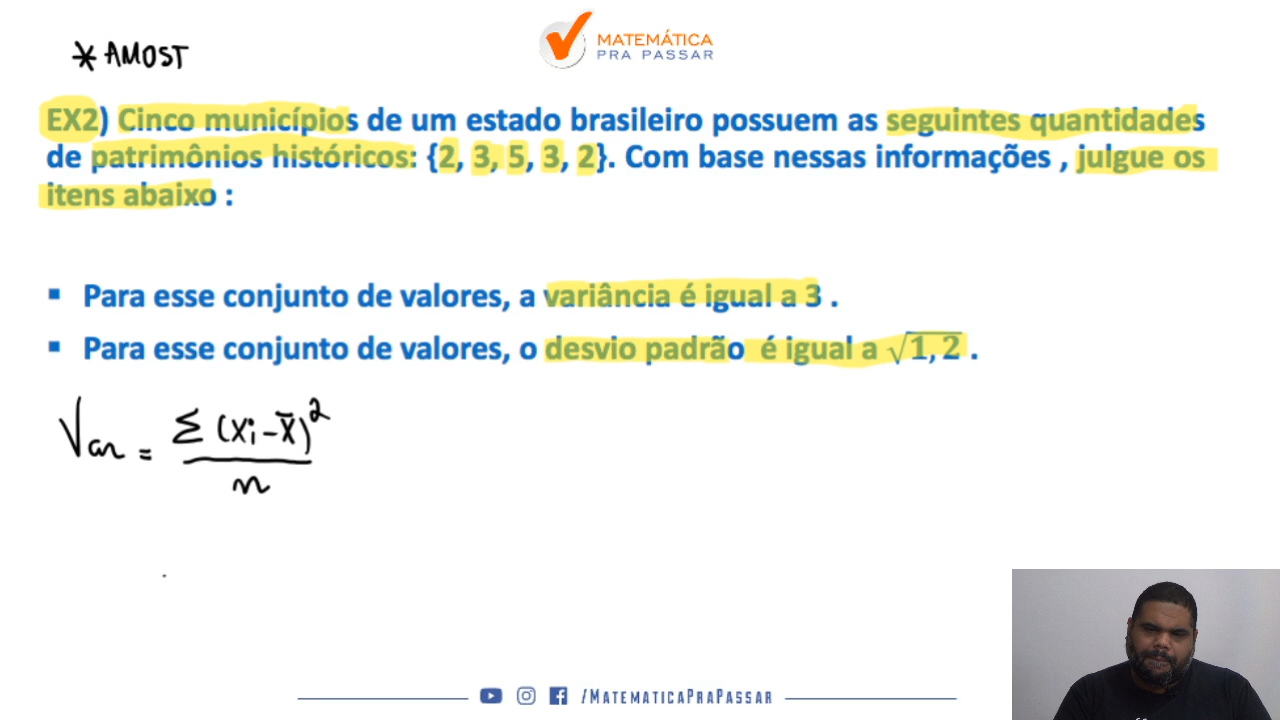 * AMOST
MATEMÁTICA
PRA PASSAR
EX2) Cinco municípios de um estado brasileiro possuem as seguintes quantidades
de patrimônios históricos: {2, 3, 5, 3, 2}. Com base nessas informações , julgue os
itens abaixo :
▪ Para esse conjunto de valores, a variância é igual a 3 .
▪ Para esse conjunto de valores, o desvio padrão é igual a √1,2 .
Var = Σ (xi - x̄)²
n
/MATEMATICAPRAPASSAR